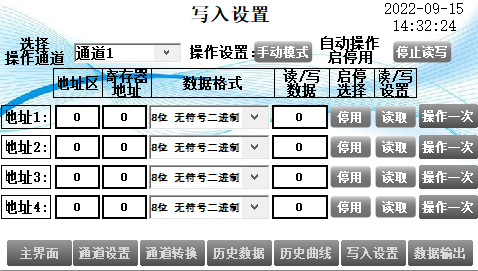 写入设置
2022-09-15
14:32:24
选择
操作通道
通道1
操作设置:
手动模式
自动操作
启停用
停止读写
地址区
寄存器
地址
数据格式
读/写
数据
启停
选择
读/写
设置
地址1: 0 0 8位 无符号二进制 0 停用 读取 操作一次
地址2: 0 0 8位 无符号二进制 0 停用 读取 操作一次
地址3: 0 0 8位 无符号二进制 0 停用 读取 操作一次
地址4: 0 0 8位 无符号二进制 0 停用 读取 操作一次
主界面 通道设置 通道转换 历史数据 历史曲线 写入设置 数据输出